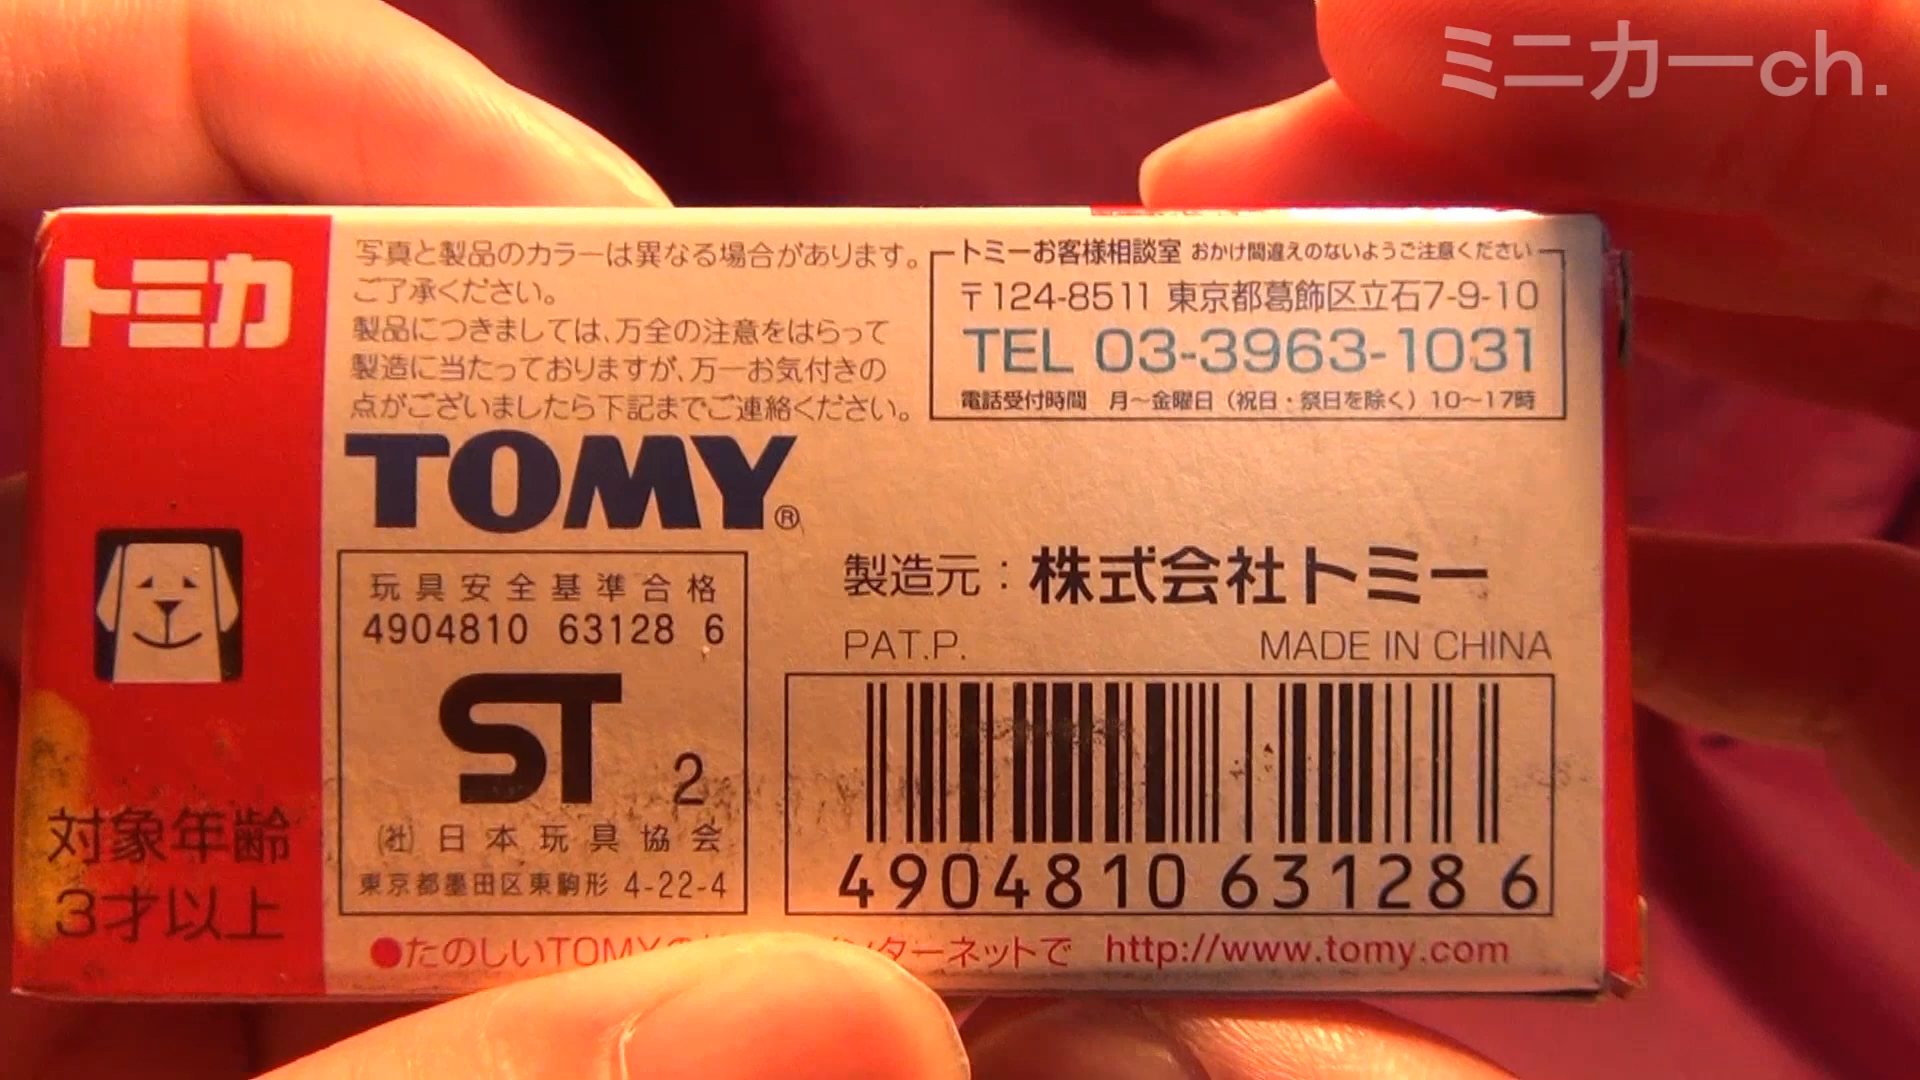 ミニカーch.
トミカ
写真と製品のカラーは異なる場合があります。
ご了承ください。
製品につきましては、万全の注意をはらって
製造に当たっておりますが、万一お気付きの
点がございましたら下記までご連絡ください。
トミーお客様相談室 おかけ間違えのないようご注意ください
〒124-8511 東京都葛飾区立石7-9-10
TEL 03-3963-1031
電話受付時間 月〜金曜日（祝日・祭日を除く）10〜17時
TOMY®
玩具安全基準合格
4904810 63128 6
ST 2
(社)日本玩具協会
東京都墨田区東駒形 4-22-4
製造元：株式会社トミー
PAT.P. MADE IN CHINA
4904810 631286
対象年齢
3才以上
●たのしいTOMYの ンターネットで http://www.tomy.com